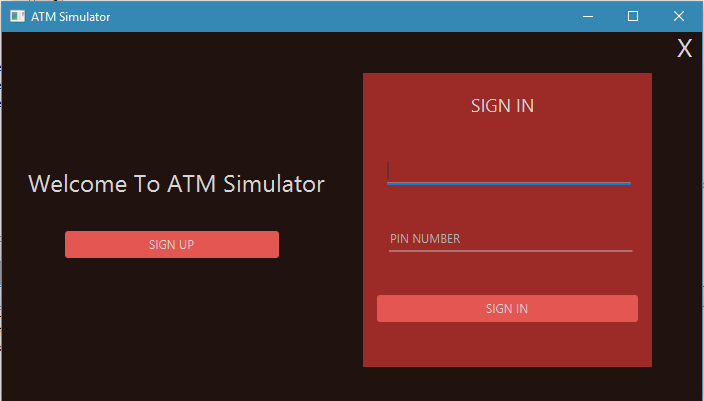 ATM Simulator
X
Welcome To ATM Simulator
SIGN UP
SIGN IN
PIN NUMBER
SIGN IN